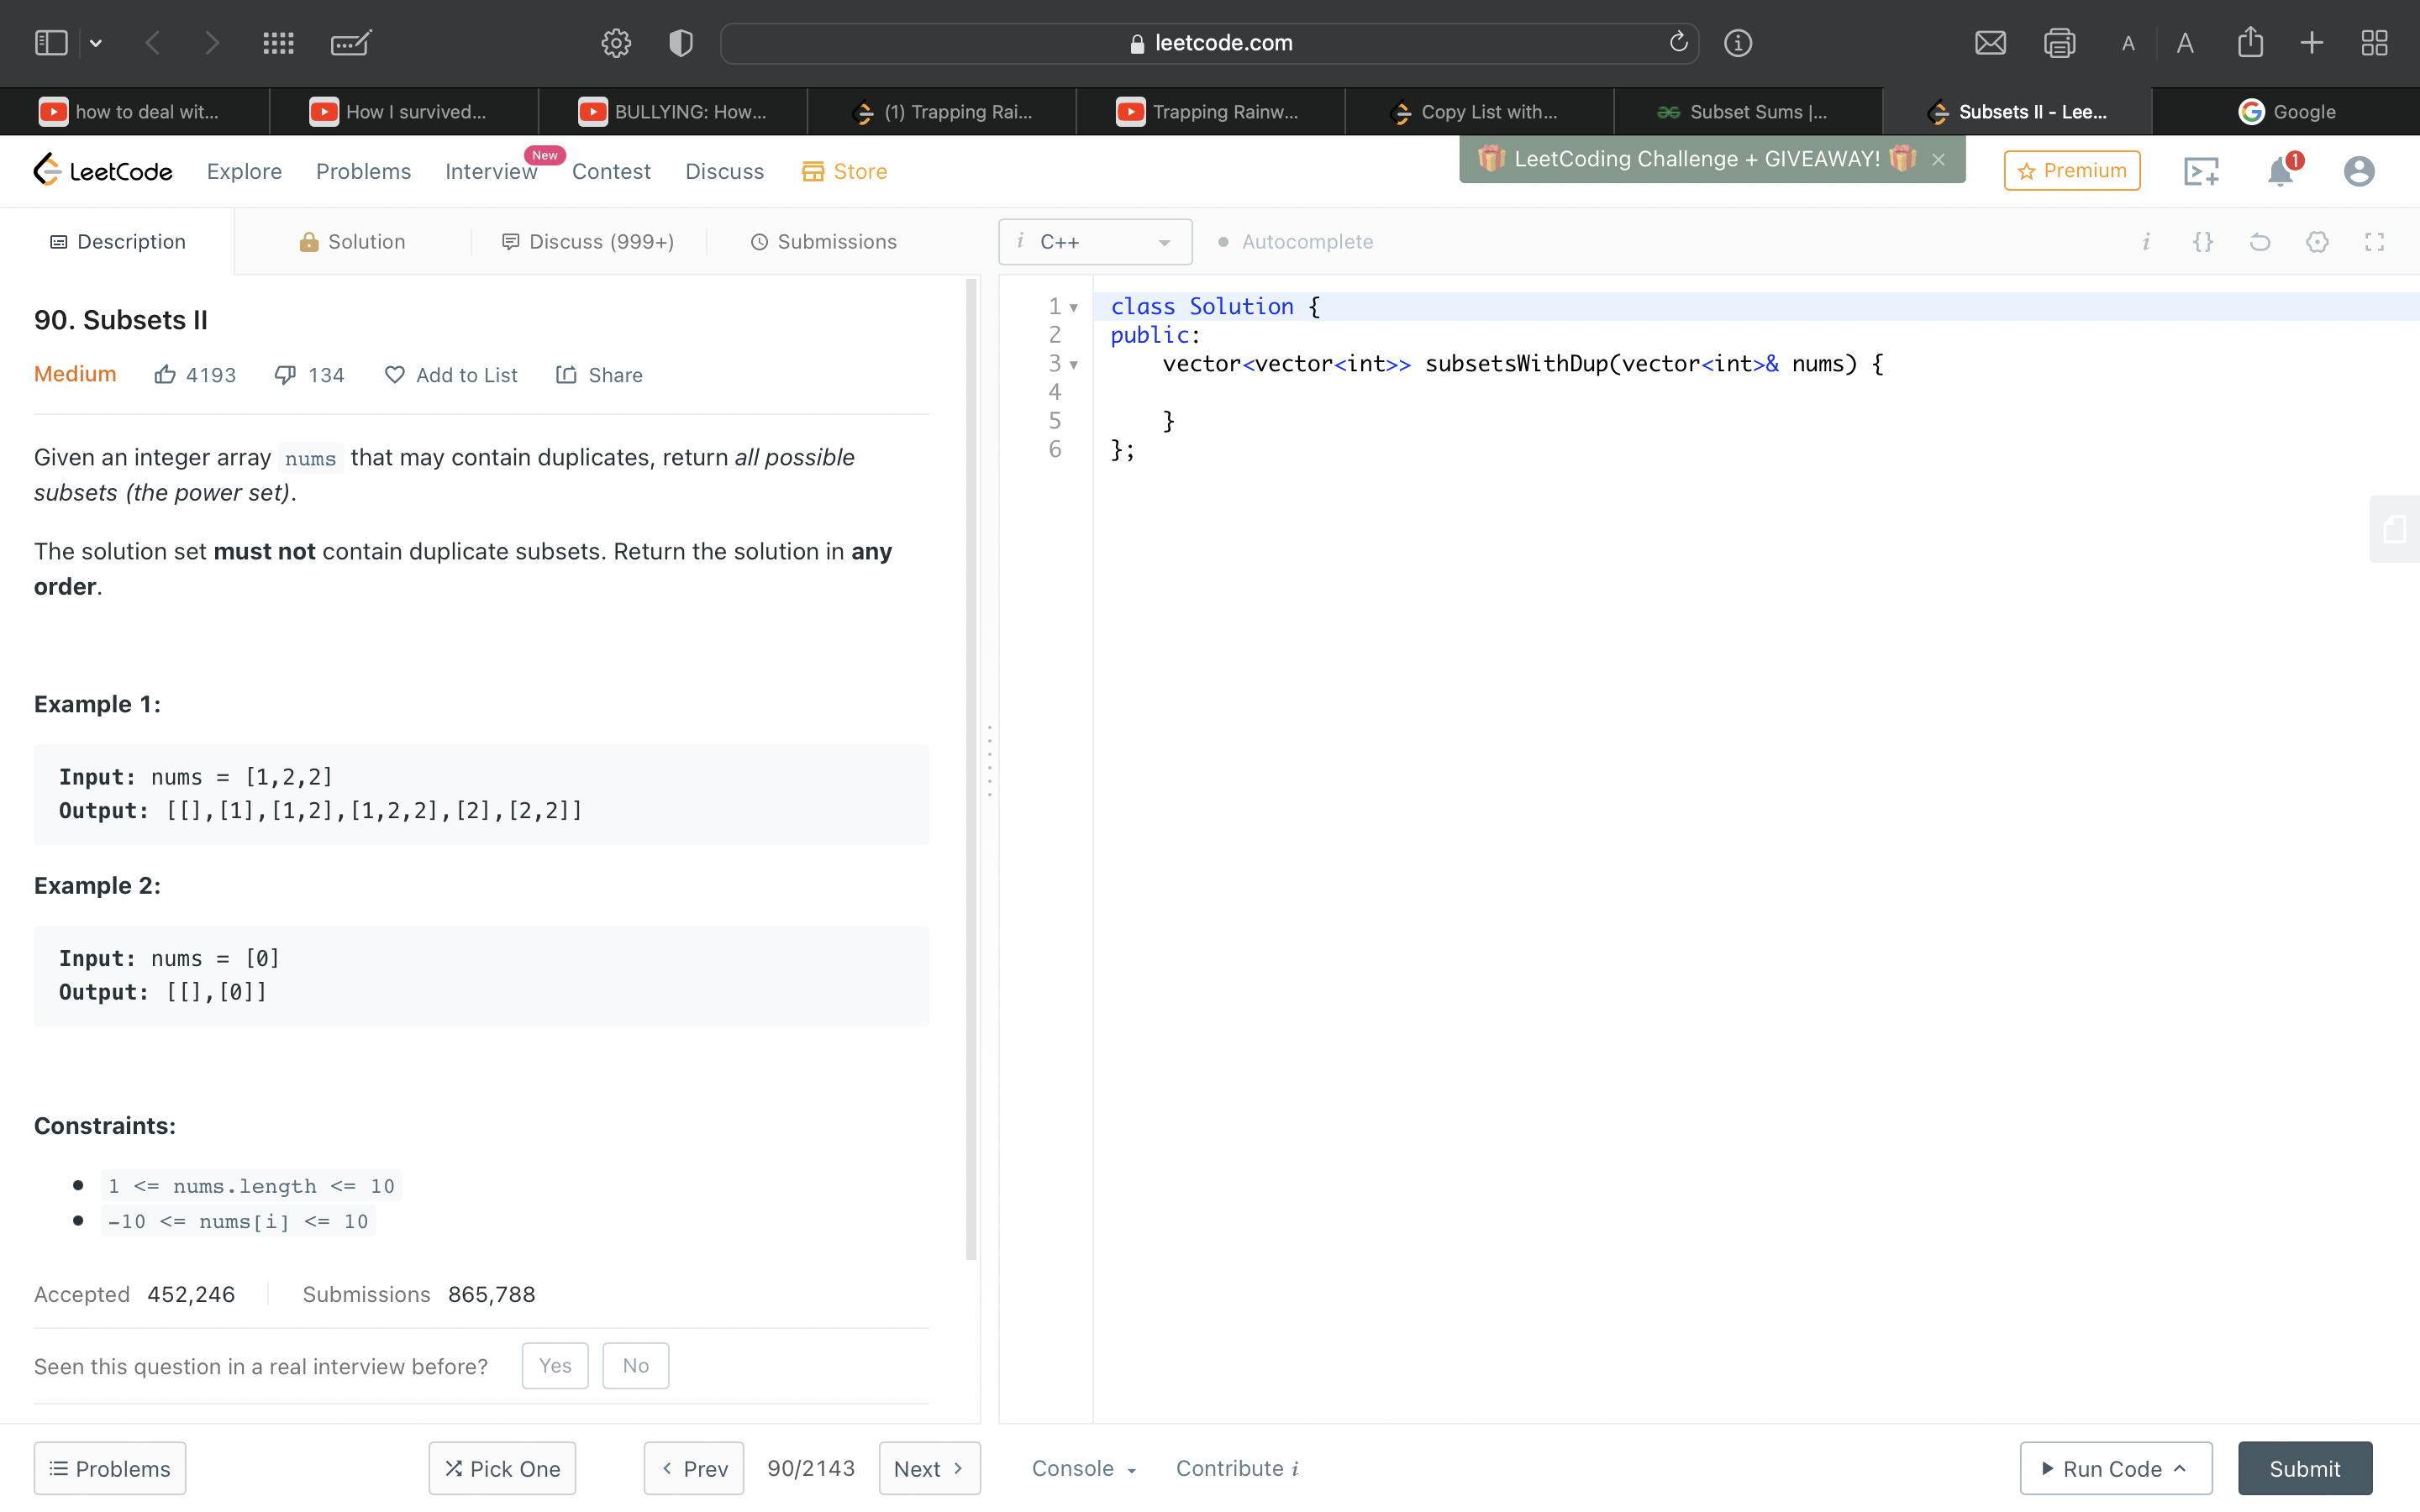 leetcode.com
A A
how to deal wit...
How I survived...
BULLYING: How...
(1) Trapping Rai...
Trapping Rainw...
Copy List with...
Subset Sums |...
Subsets II - Lee...
Google
LeetCode
Explore
Problems
Interview
New
Contest
Discuss
Store
LeetCoding Challenge + GIVEAWAY!
Premium
1
Description
Solution
Discuss (999+)
Submissions
i C++
Autocomplete
i {}
90. Subsets II
Medium
4193
134
Add to List
Share
Given an integer array nums that may contain duplicates, return all possible
subsets (the power set).
The solution set must not contain duplicate subsets. Return the solution in any
order.
Example 1:
Input: nums = [1,2,2]
Output: [[],[1],[1,2],[1,2,2],[2],[2,2]]
Example 2:
Input: nums = [0]
Output: [[],[0]]
Constraints:
1 <= nums.length <= 10
-10 <= nums[i] <= 10
Accepted 452,246
Submissions 865,788
Seen this question in a real interview before?
Yes
No
1 class Solution {
2 public:
3     vector<vector<int>> subsetsWithDup(vector<int>& nums) {
4
5     }
6 };
Problems
Pick One
Prev
90/2143
Next
Console
Contribute i
Run Code
Submit